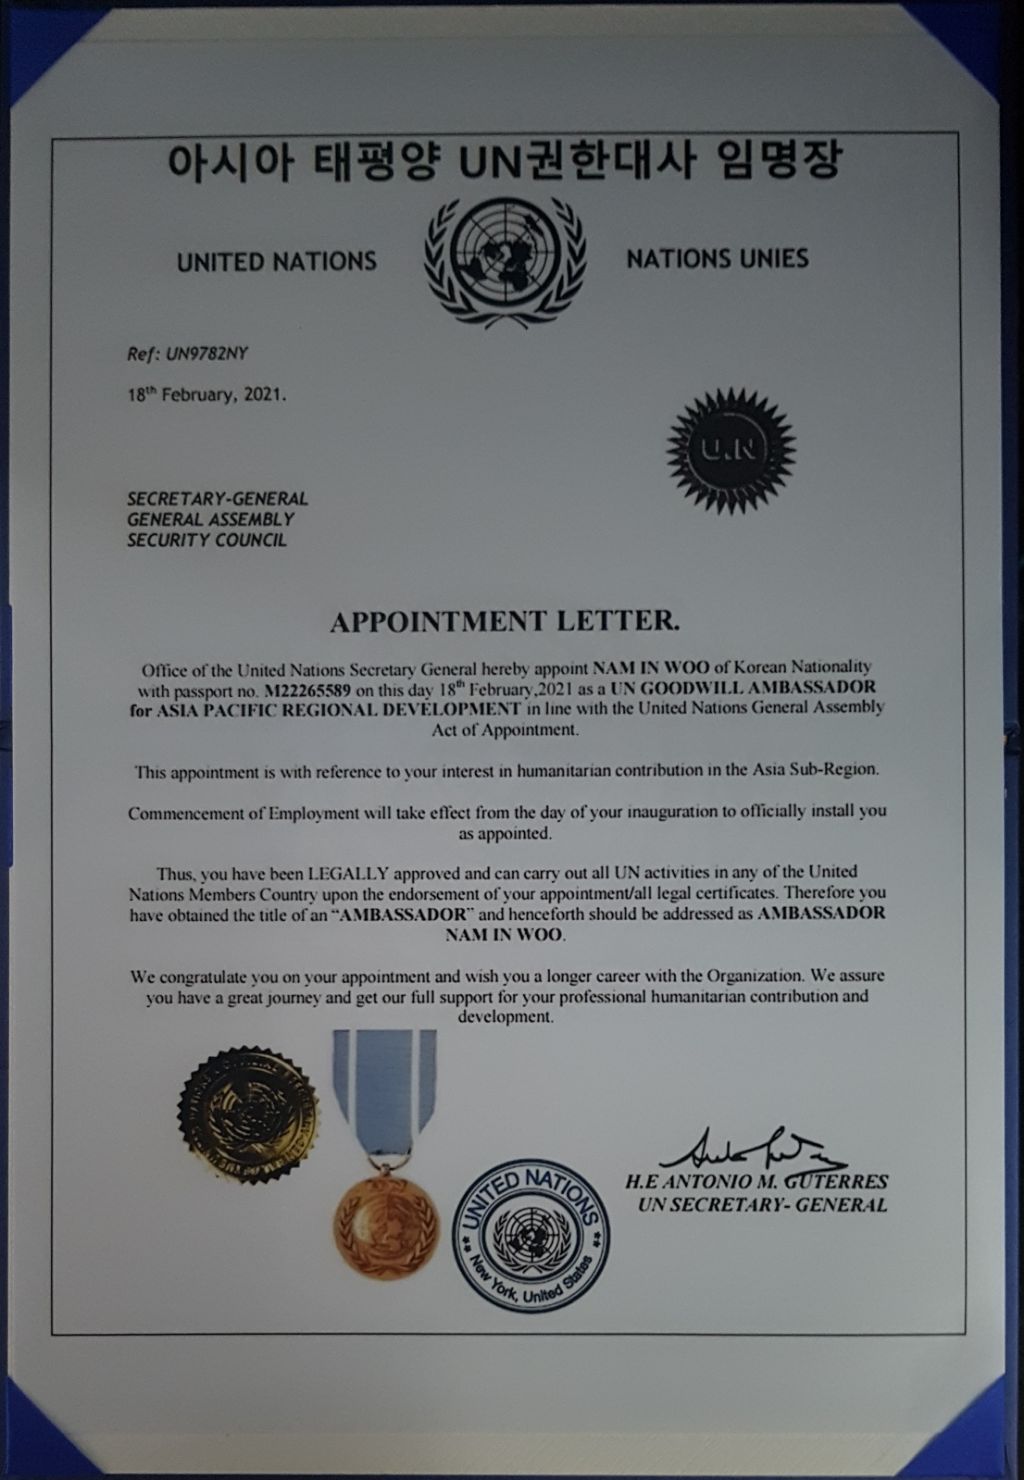 아시아 태평양 UN권한대사 임명장
UNITED NATIONS
NATIONS UNIES
Ref: UN9782NY
18th February, 2021.
U.N
SECRETARY-GENERAL
GENERAL ASSEMBLY
SECURITY COUNCIL
APPOINTMENT LETTER.
Office of the United Nations Secretary General hereby appoint NAM IN WOO of Korean Nationality
with passport no. M22265589 on this day 18th February,2021 as a UN GOODWILL AMBASSADOR
for ASIA PACIFIC REGIONAL DEVELOPMENT in line with the United Nations General Assembly
Act of Appointment.
This appointment is with reference to your interest in humanitarian contribution in the Asia Sub-Region.
Commencement of Employment will take effect from the day of your inauguration to officially install you
as appointed.
Thus, you have been LEGALLY approved and can carry out all UN activities in any of the United
Nations Members Country upon the endorsement of your appointment/all legal certificates. Therefore you
have obtained the title of an “AMBASSADOR” and henceforth should be addressed as AMBASSADOR
NAM IN WOO.
We congratulate you on your appointment and wish you a longer career with the Organization. We assure
you have a great journey and get our full support for your professional humanitarian contribution and
development.
UNITED NATIONS
New York, United States
H.E ANTONIO M. GUTERRES
UN SECRETARY- GENERAL